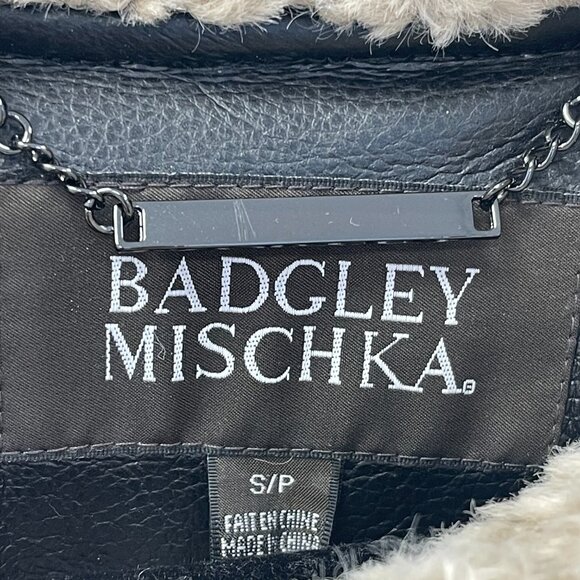 BADGLEY
MISCHKA®
S/P
FAIT EN CHINE
MADE IN CHINA